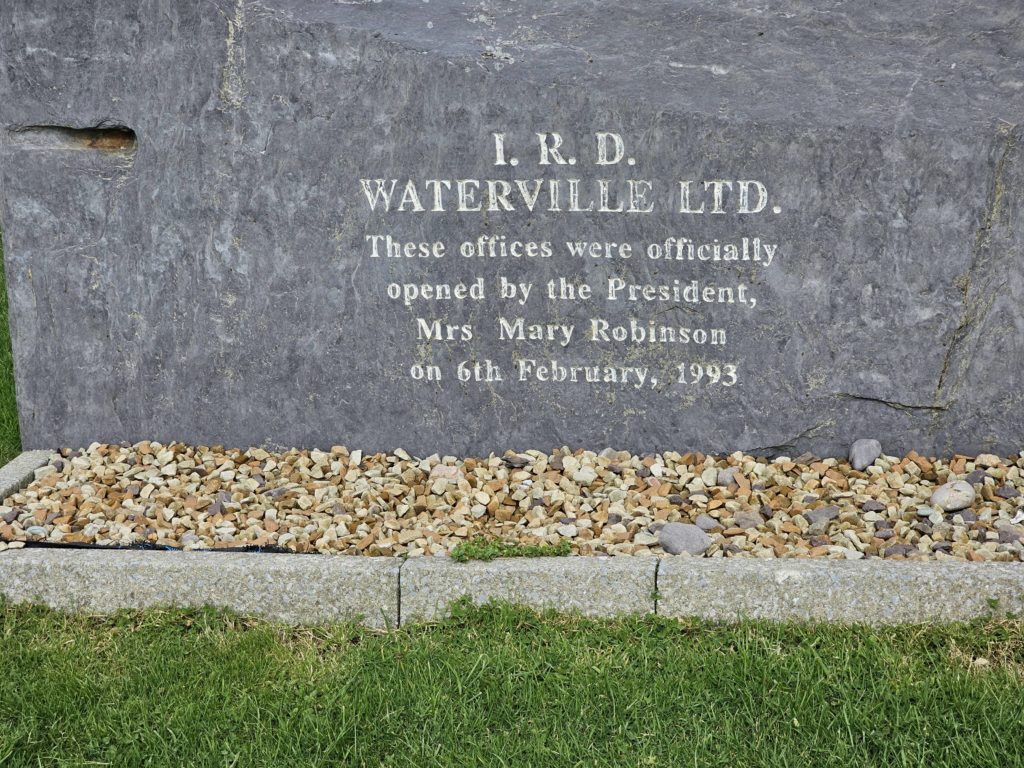 I. R. D.
WATERVILLE LTD.
These offices were officially
opened by the President,
Mrs Mary Robinson
on 6th February, 1993